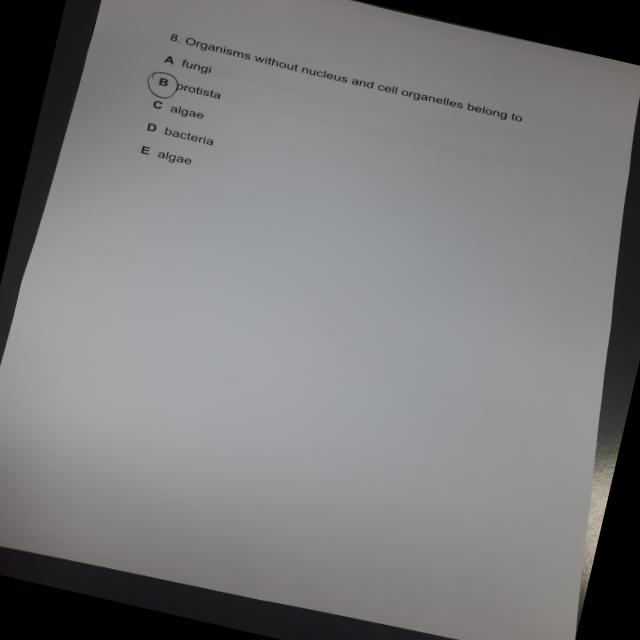 8. Organisms without nucleus and cell organelles belong to
A fungi
B protista
C algae
D bacteria
E algae